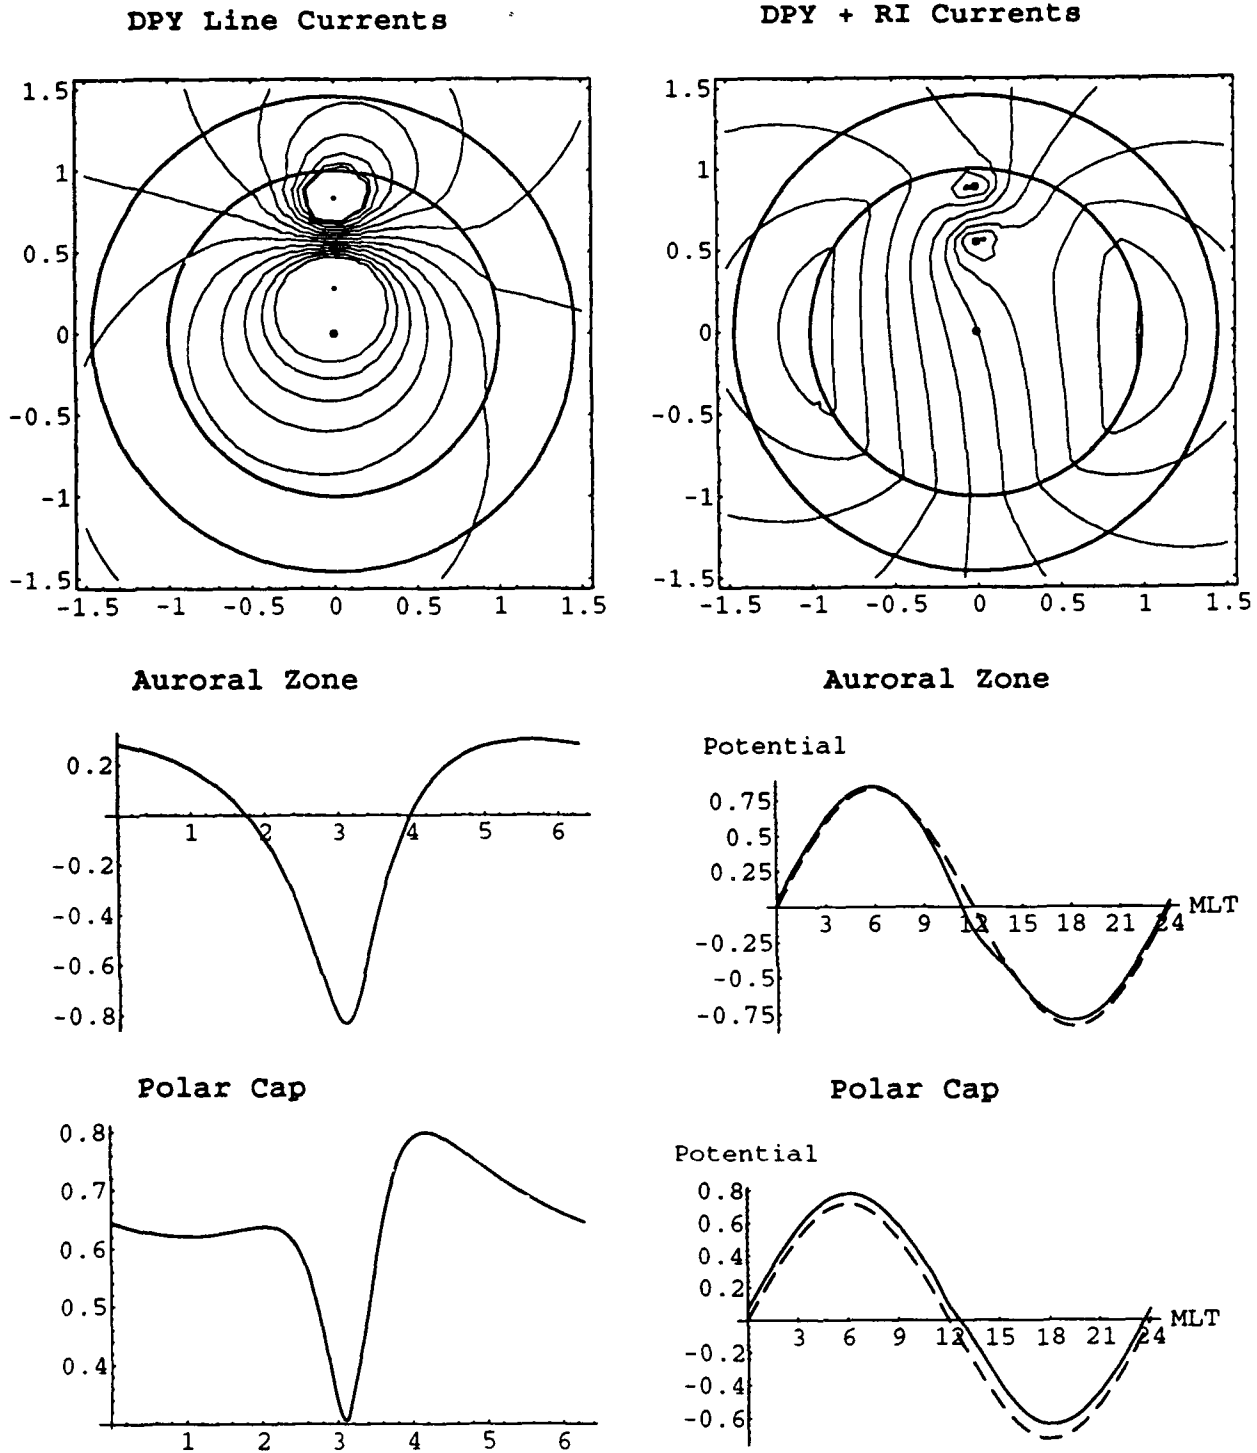 DPY Line Currents
DPY + RI Currents
1.5
1
0.5
0
-0.5
-1
-1.5
-1.5 -1 -0.5 0 0.5 1 1.5
1.5
1
0.5
0
-0.5
-1
-1.5
-1.5 -1 -0.5 0 0.5 1 1.5
Auroral Zone
0.2
-0.2
-0.4
-0.6
-0.8
1 2 3 4 5 6
Auroral Zone
Potential
0.75
0.5
0.25
-0.25
-0.5
-0.75
3 6 9 12 15 18 21 24 MLT
Polar Cap
0.8
0.7
0.6
0.5
0.4
1 2 3 4 5 6
Polar Cap
Potential
0.8
0.6
0.4
0.2
-0.2
-0.4
-0.6
3 6 9 12 15 18 21 24 MLT